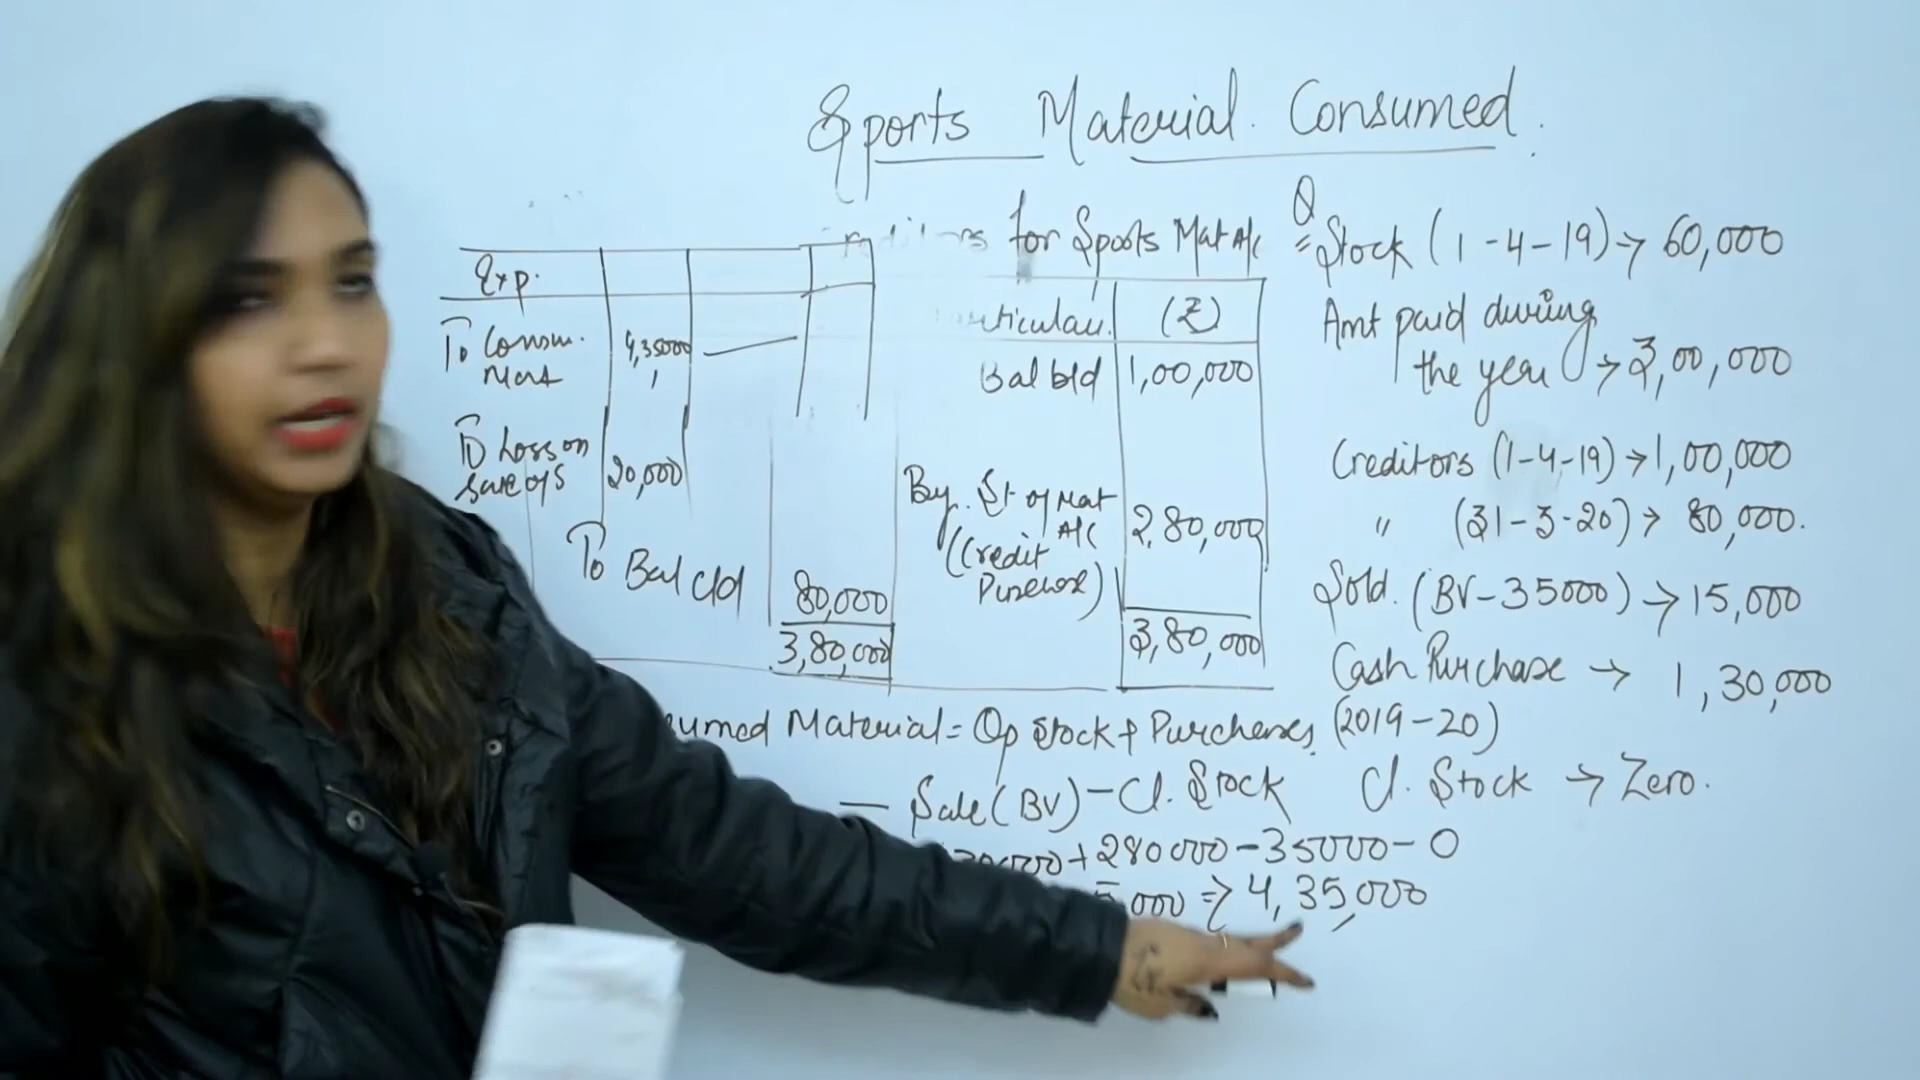 Sports Material Consumed.
for Sports Mat A/c
Exp.
To Consu. Mat 4,35000
To Loss on Sale of S 20,000
To Bal c/d 80,000
3,80,000
(₹)
Bal b/d 1,00,000
By. St of Mat A/c (Credit Purchase) 2,80,000
3,80,000
Q Stock (1-4-19) → 60,000
Amt paid during
the year → 3,00,000
Creditors (1-4-19) → 1,00,000
" (31-3-20) → 80,000.
Sold. (BV-35000) → 15,000
Cash Purchase → 1,30,000
(2019-20)
Cl. Stock → Zero.
Material = Op Stock + Purchases
- Sale (BV) - Cl. Stock
+ 280000 - 35000 - 0
⇒ 4,35,000